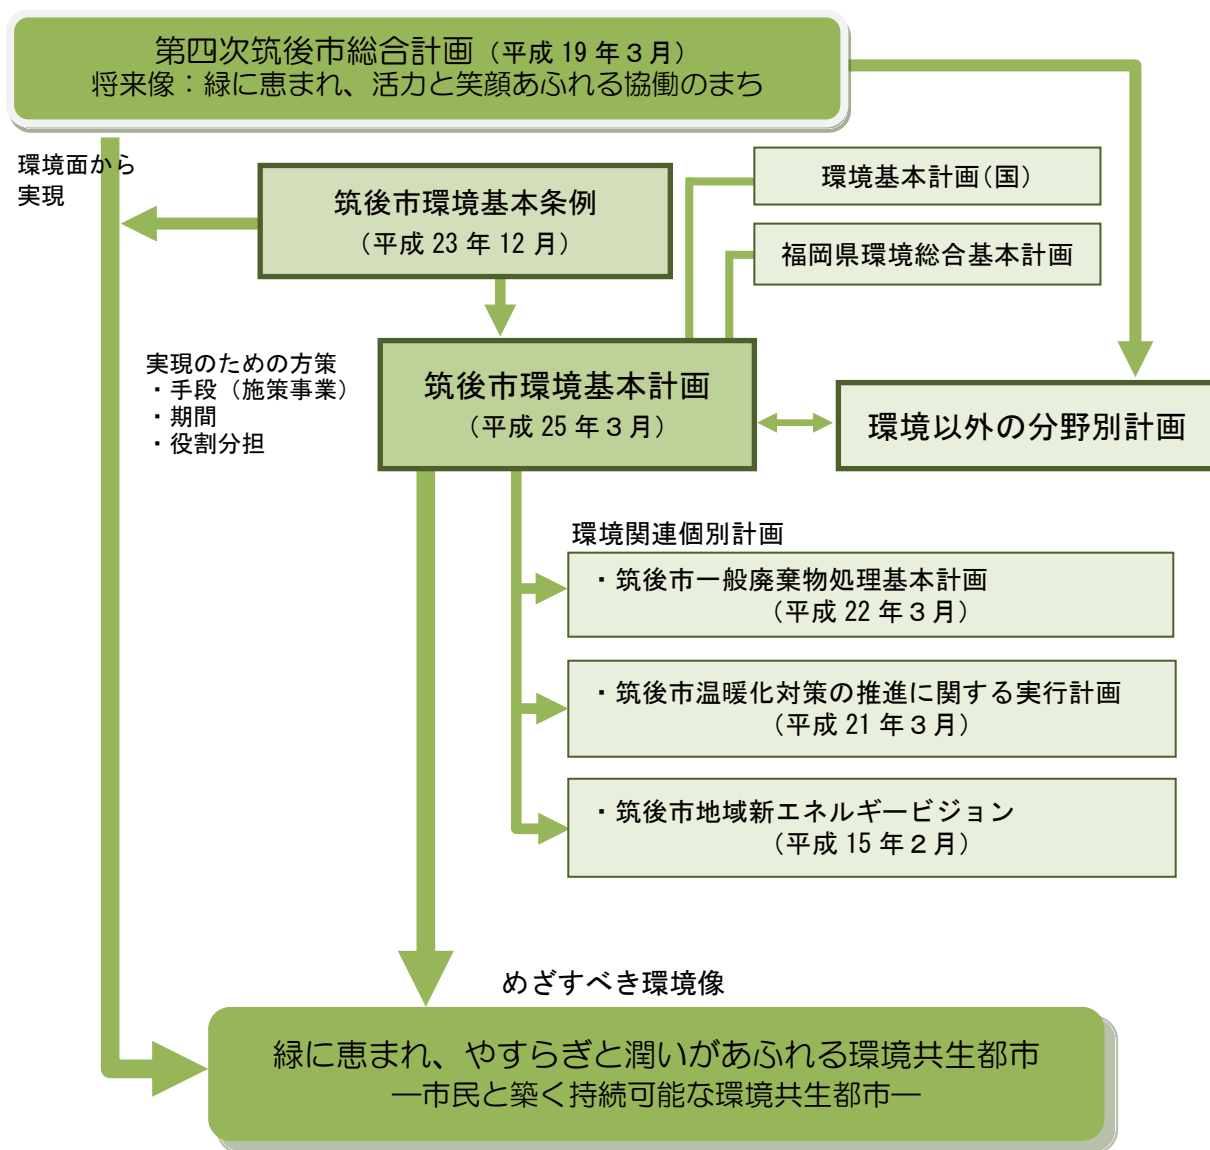 第四次筑後市総合計画（平成 19 年３月）
将来像：緑に恵まれ、活力と笑顔あふれる協働のまち
環境面から
実現
筑後市環境基本条例
（平成 23 年 12 月）
環境基本計画（国）
福岡県環境総合基本計画
実現のための方策
・手段（施策事業）
・期間
・役割分担
筑後市環境基本計画
（平成 25 年３月）
環境以外の分野別計画
環境関連個別計画
・筑後市一般廃棄物処理基本計画
（平成 22 年３月）
・筑後市温暖化対策の推進に関する実行計画
（平成 21 年３月）
・筑後市地域新エネルギービジョン
（平成 15 年２月）
めざすべき環境像
緑に恵まれ、やすらぎと潤いがあふれる環境共生都市
―市民と築く持続可能な環境共生都市―